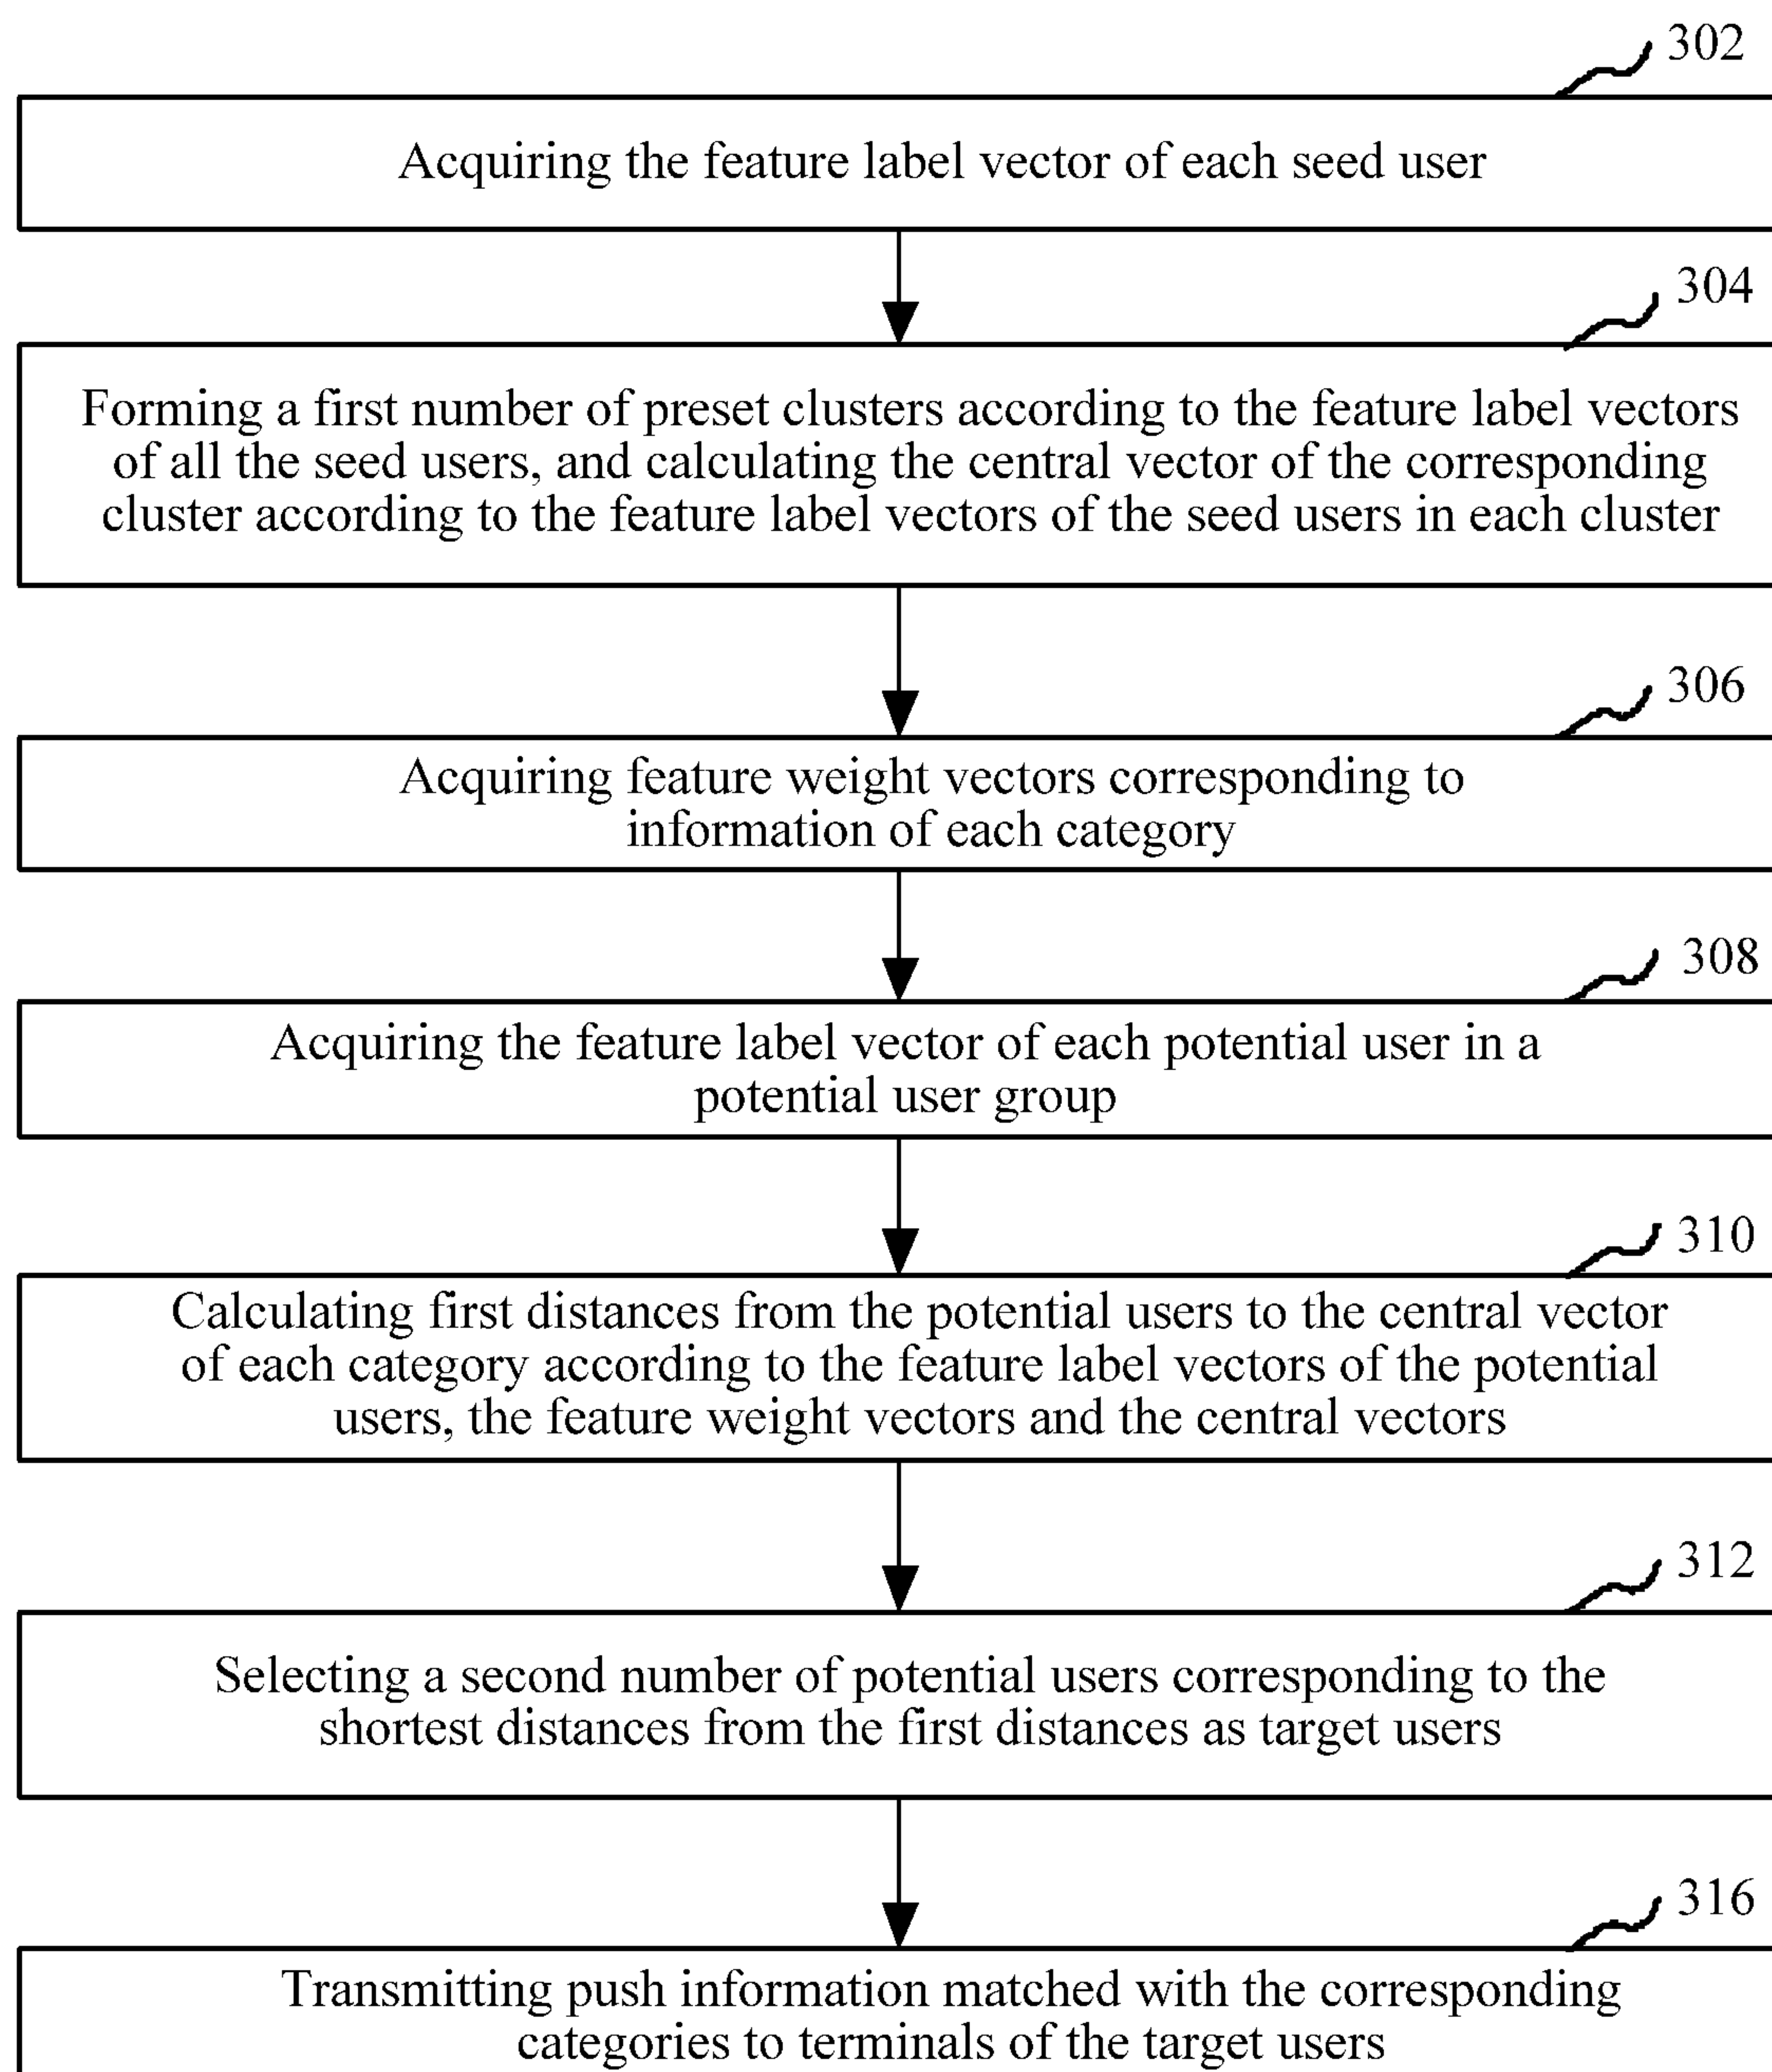 302
Acquiring the feature label vector of each seed user
304
Forming a first number of preset clusters according to the feature label vectors
of all the seed users, and calculating the central vector of the corresponding
cluster according to the feature label vectors of the seed users in each cluster
306
Acquiring feature weight vectors corresponding to
information of each category
308
Acquiring the feature label vector of each potential user in a
potential user group
310
Calculating first distances from the potential users to the central vector
of each category according to the feature label vectors of the potential
users, the feature weight vectors and the central vectors
312
Selecting a second number of potential users corresponding to the
shortest distances from the first distances as target users
316
Transmitting push information matched with the corresponding
categories to terminals of the target users